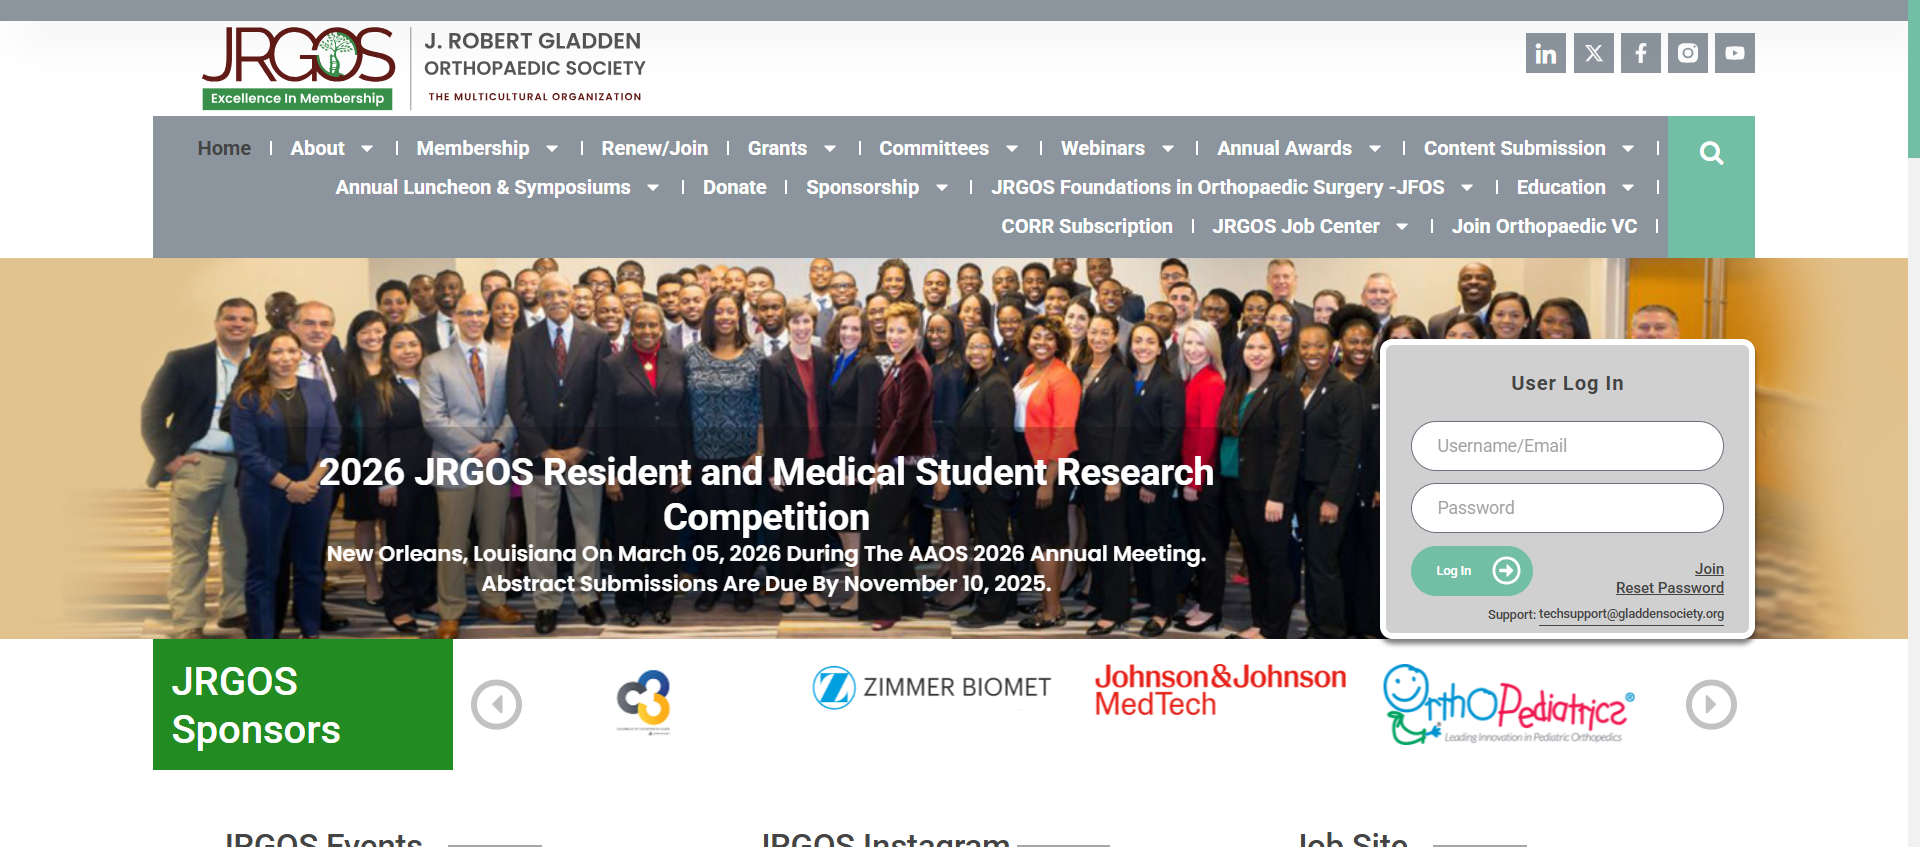 JRGOS
Excellence In Membership
J. ROBERT GLADDEN
ORTHOPAEDIC SOCIETY
THE MULTICULTURAL ORGANIZATION
Home
About
Membership
Renew/Join
Grants
Committees
Webinars
Annual Awards
Content Submission
Annual Luncheon & Symposiums
Donate
Sponsorship
JRGOS Foundations in Orthopaedic Surgery -JFOS
Education
CORR Subscription
JRGOS Job Center
Join Orthopaedic VC
2026 JRGOS Resident and Medical Student Research
Competition
New Orleans, Louisiana On March 05, 2026 During The AAOS 2026 Annual Meeting.
Abstract Submissions Are Due By November 10, 2025.
User Log In
Username/Email
Password
Log In
Join
Reset Password
Support: techsupport@gladdensociety.org
JRGOS
Sponsors
ZIMMER BIOMET
Johnson&Johnson
MedTech
OrthoPediatrics®
Leading Innovation in Pediatric Orthopedics
JRGOS Events
JRGOS Instagram
Job Site